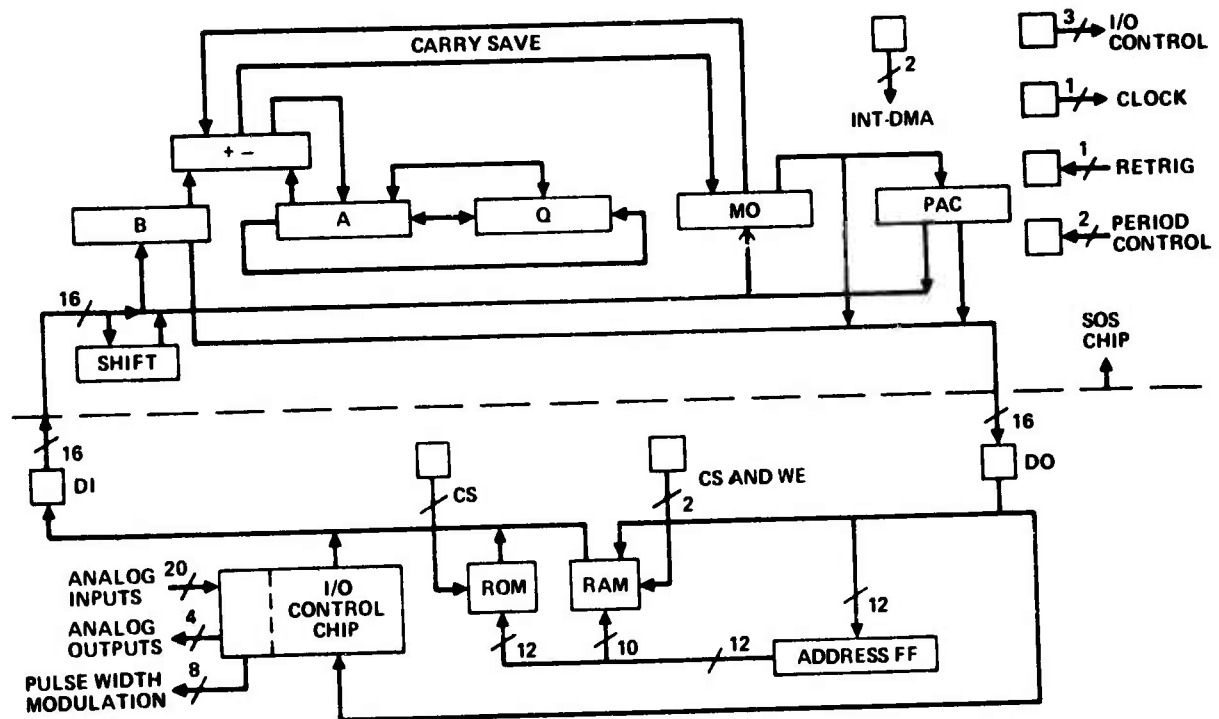 CARRY SAVE
+ -
B
A
Q
MO
PAC
2
INT-DMA
3
I/O
CONTROL
1
CLOCK
1
RETRIG
2
PERIOD
CONTROL
16
SHIFT
SOS
CHIP
16
DI
CS
CS AND WE
2
16
DO
ANALOG
INPUTS
20
ANALOG
OUTPUTS
4
PULSE WIDTH
MODULATION
8
I/O
CONTROL
CHIP
ROM
RAM
12
10
12
12
ADDRESS FF